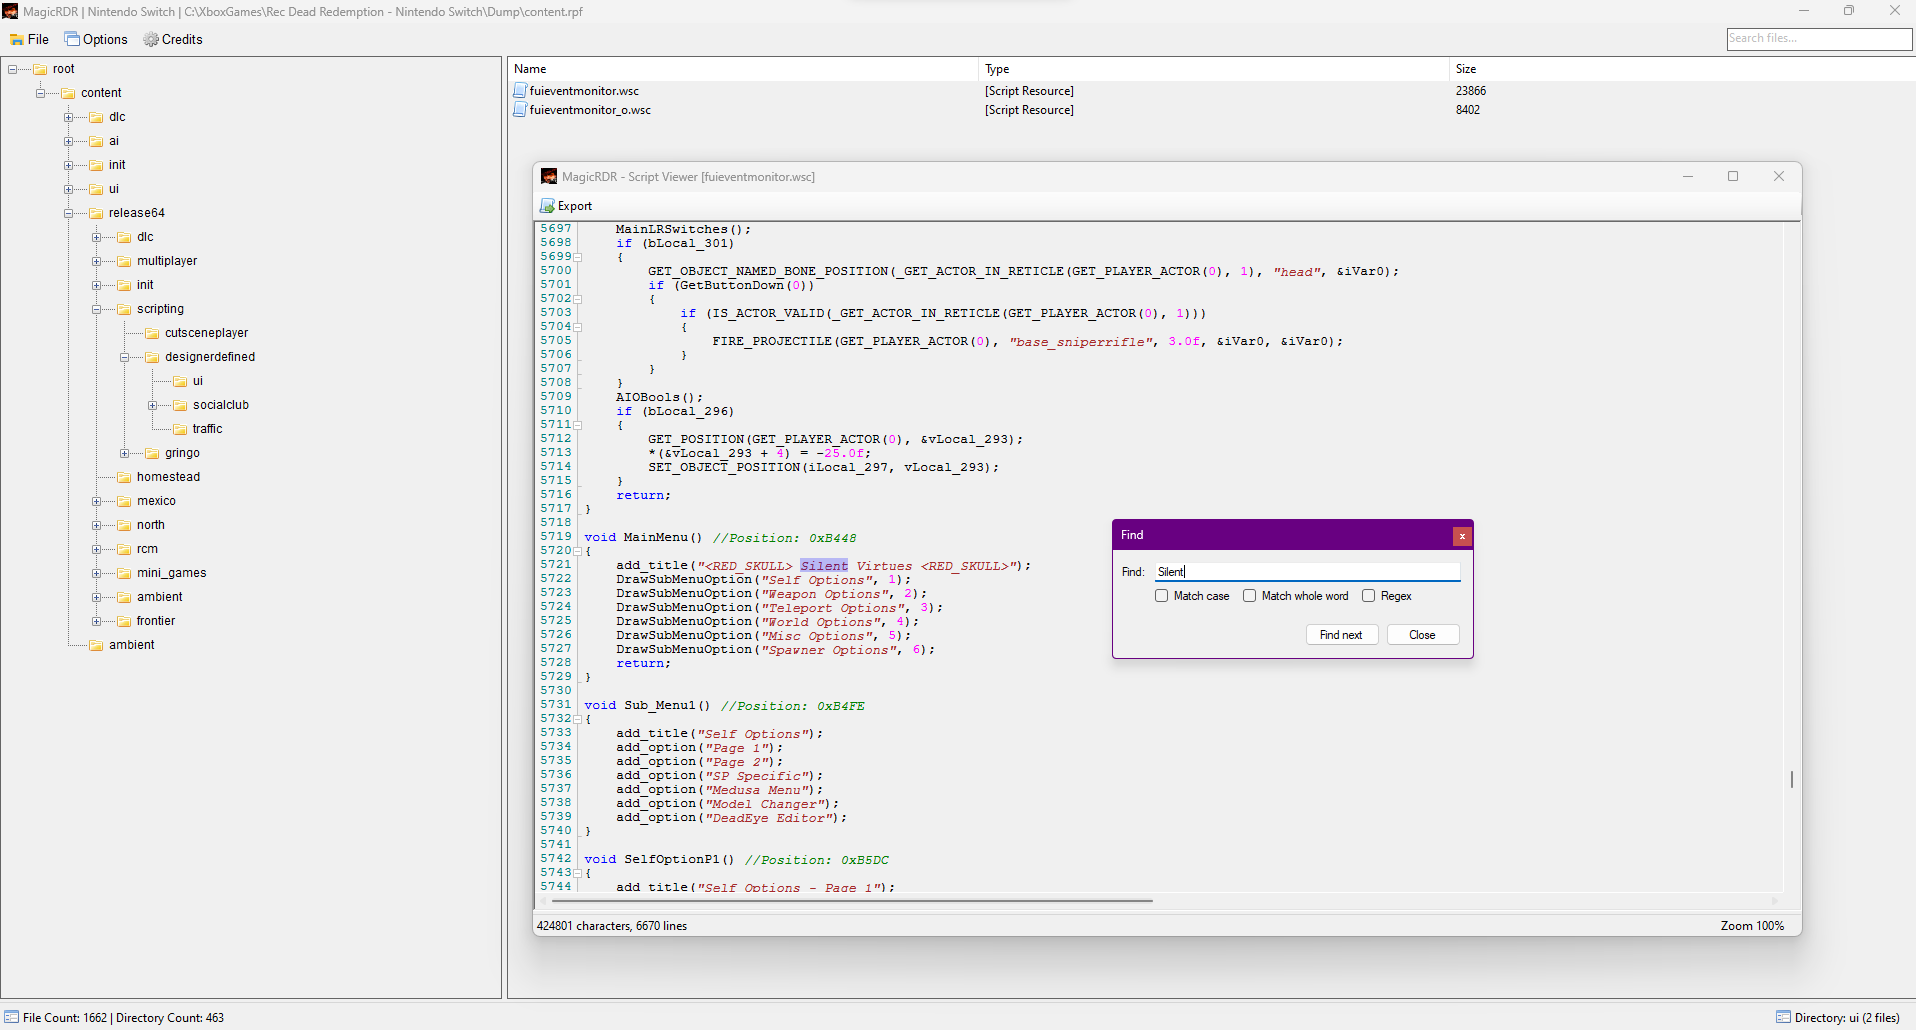 MagicRDR | Nintendo Switch | C:\XboxGames\Rec Dead Redemption - Nintendo Switch\Dump\content.rpf
File Options Credits
Search files...
root
content
dlc
ai
init
ui
release64
dlc
multiplayer
init
scripting
cutsceneplayer
designerdefined
ui
socialclub
traffic
gringo
homestead
mexico
north
rcm
mini_games
ambient
frontier
ambient
Name Type Size
fuieventmonitor.wsc [Script Resource] 23866
fuieventmonitor_o.wsc [Script Resource] 8402
MagicRDR - Script Viewer [fuieventmonitor.wsc]
Export
5697 MainLRSwitches();
5698 if (bLocal_301)
5699 {
5700 GET_OBJECT_NAMED_BONE_POSITION(_GET_ACTOR_IN_RETICLE(GET_PLAYER_ACTOR(0), 1), "head", &iVar0);
5701 if (GetButtonDown(0))
5702 {
5703 if (IS_ACTOR_VALID(_GET_ACTOR_IN_RETICLE(GET_PLAYER_ACTOR(0), 1)))
5704 {
5705 FIRE_PROJECTILE(GET_PLAYER_ACTOR(0), "base_sniperrifle", 3.0f, &iVar0, &iVar0);
5706 }
5707 }
5708 }
5709 AIOBools();
5710 if (bLocal_296)
5711 {
5712 GET_POSITION(GET_PLAYER_ACTOR(0), &vLocal_293);
5713 *(&vLocal_293 + 4) = -25.0f;
5714 SET_OBJECT_POSITION(iLocal_297, vLocal_293);
5715 }
5716 return;
5717 }
5718
5719 void MainMenu() //Position: 0xB448
5720 {
5721 add_title("<RED_SKULL> Silent Virtues <RED_SKULL>");
5722 DrawSubMenuOption("Self Options", 1);
5723 DrawSubMenuOption("Weapon Options", 2);
5724 DrawSubMenuOption("Teleport Options", 3);
5725 DrawSubMenuOption("World Options", 4);
5726 DrawSubMenuOption("Misc Options", 5);
5727 DrawSubMenuOption("Spawner Options", 6);
5728 return;
5729 }
5730
5731 void Sub_Menu1() //Position: 0xB4FE
5732 {
5733 add_title("Self Options");
5734 add_option("Page 1");
5735 add_option("Page 2");
5736 add_option("SP Specific");
5737 add_option("Medusa Menu");
5738 add_option("Model Changer");
5739 add_option("DeadEye Editor");
5740 }
5741
5742 void SelfOptionP1() //Position: 0xB5DC
5743 {
5744 add_title("Self Options - Page 1");
424801 characters, 6670 lines
Zoom 100%
Find
x
Find: Silent
Match case Match whole word Regex
Find next Close
File Count: 1662 | Directory Count: 463
Directory: ui (2 files)